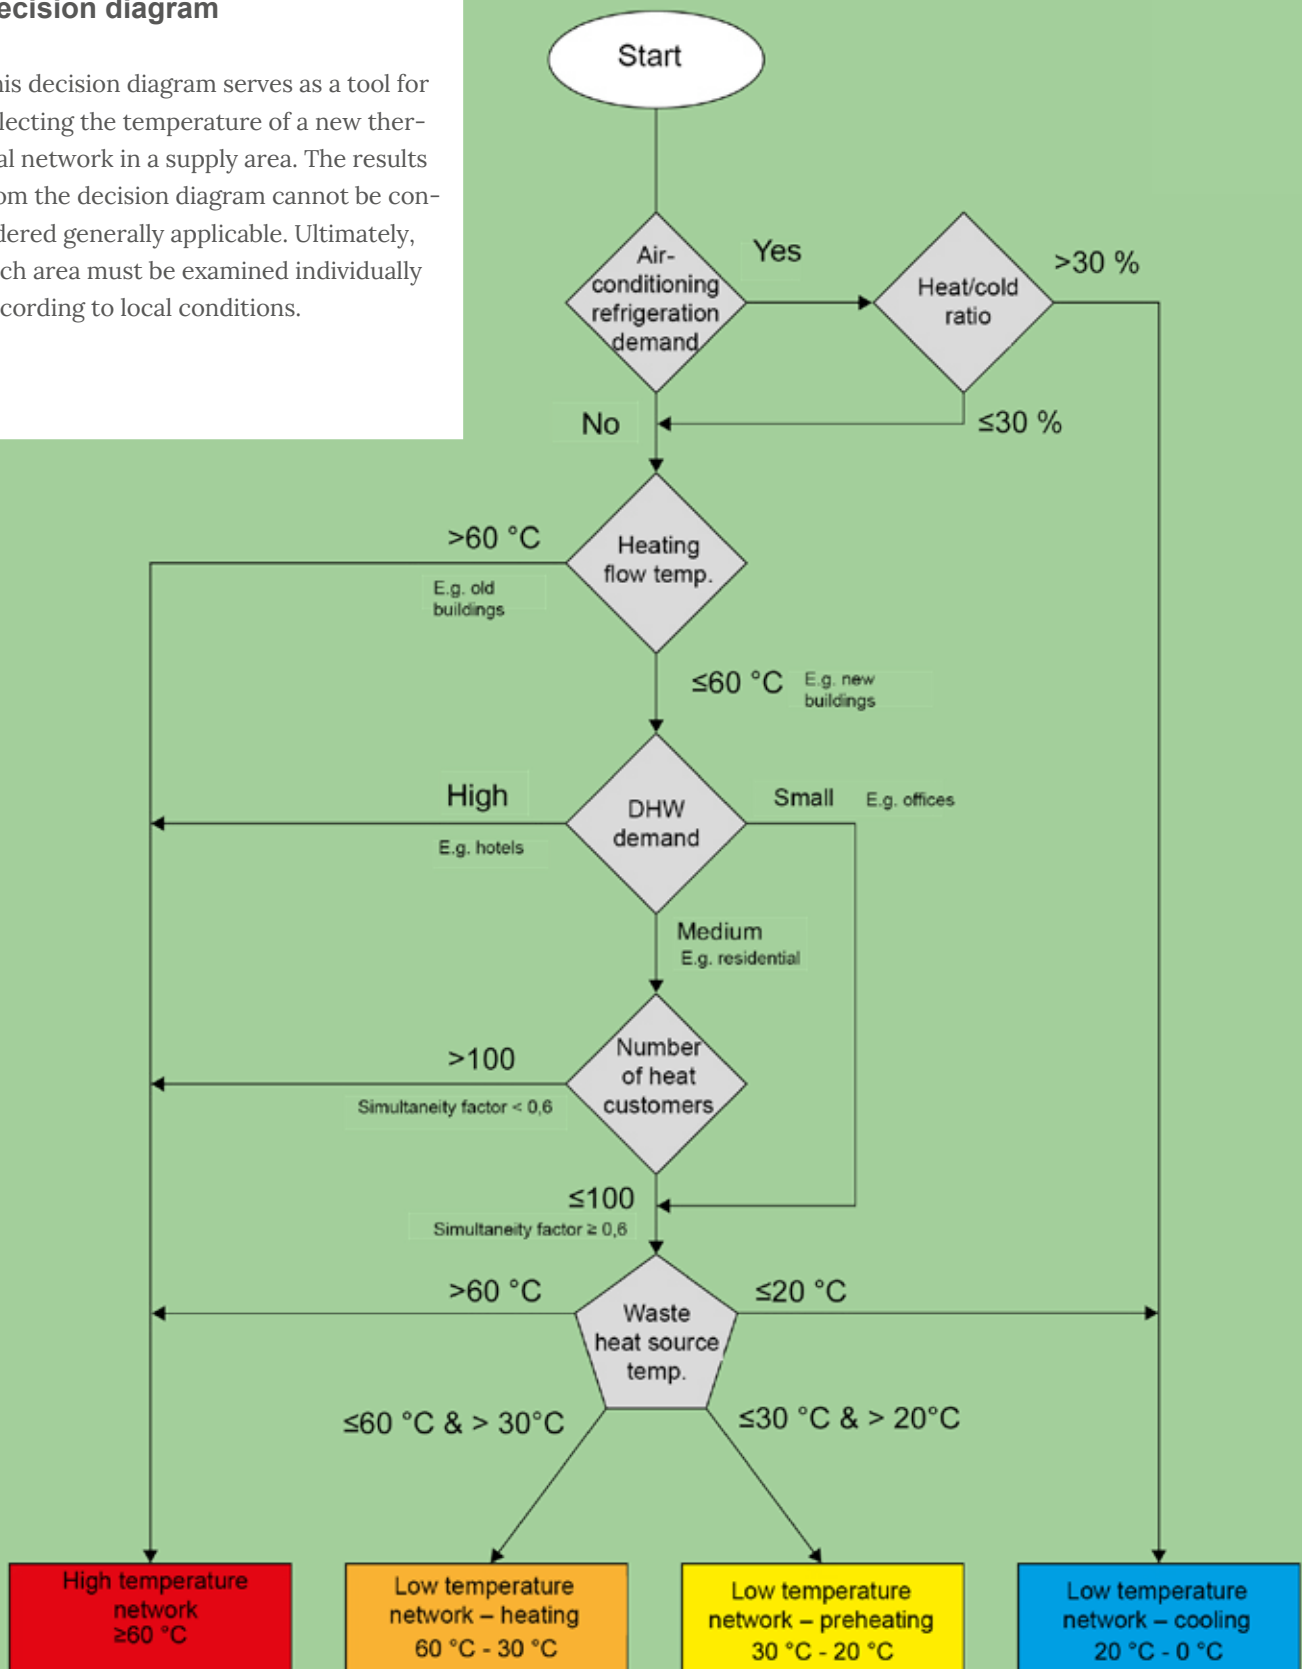 ecision diagram
his decision diagram serves as a tool for
lecting the temperature of a new ther-
al network in a supply area. The results
om the decision diagram cannot be con-
dered generally applicable. Ultimately,
ch area must be examined individually
cording to local conditions.
Start
Air-
conditioning
refrigeration
demand
Yes
Heat/cold
ratio
>30 %
No
≤30 %
Heating
flow temp.
>60 °C
E.g. old
buildings
≤60 °C
E.g. new
buildings
DHW
demand
High
E.g. hotels
Small
E.g. offices
Medium
E.g. residential
Number
of heat
customers
>100
Simultaneity factor < 0,6
≤100
Simultaneity factor ≥ 0,6
Waste
heat source
temp.
>60 °C
≤20 °C
≤60 °C & > 30°C
≤30 °C & > 20°C
High temperature
network
≥60 °C
Low temperature
network – heating
60 °C - 30 °C
Low temperature
network – preheating
30 °C - 20 °C
Low temperature
network – cooling
20 °C - 0 °C